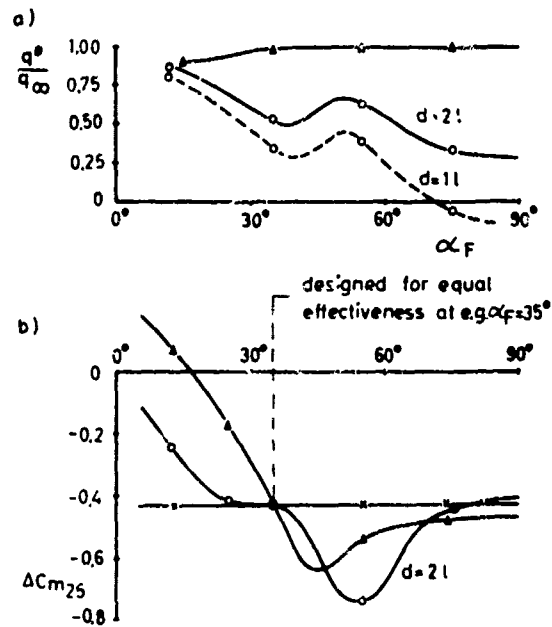 a)
q°
q∞
1,00
0,75
0,50
0,25
0
0° 30° 60° 90°
αF
d=2l
d=1l
designed for equal
effectiveness at e.g. αF=35°
b)
0° 30° 60° 90°
0
-0,2
-0,4
-0,6
-0,8
ΔCm25
d=2l